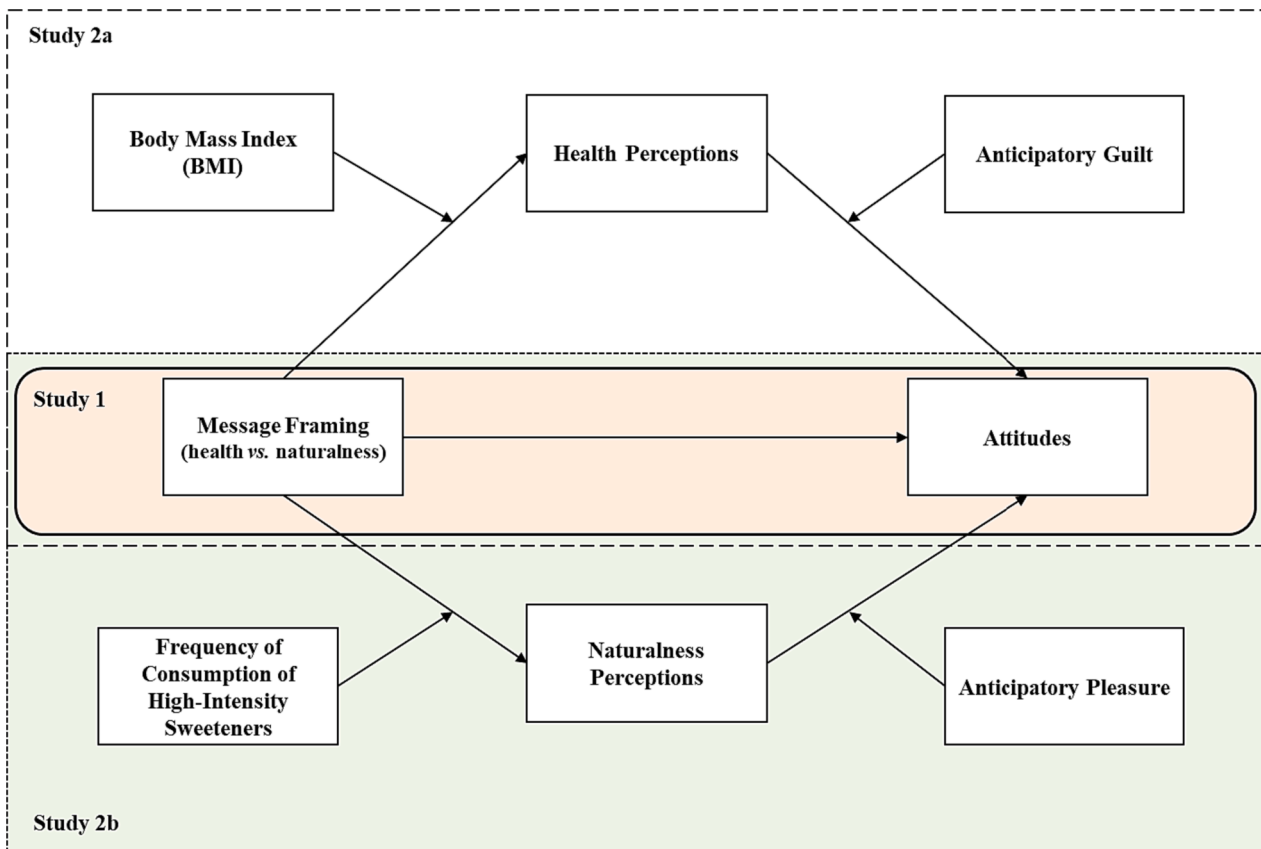 Study 2a
Body Mass Index
(BMI)
Health Perceptions
Anticipatory Guilt
Study 1
Message Framing
(health vs. naturalness)
Attitudes
Frequency of
Consumption of
High-Intensity
Sweeteners
Naturalness
Perceptions
Anticipatory Pleasure
Study 2b